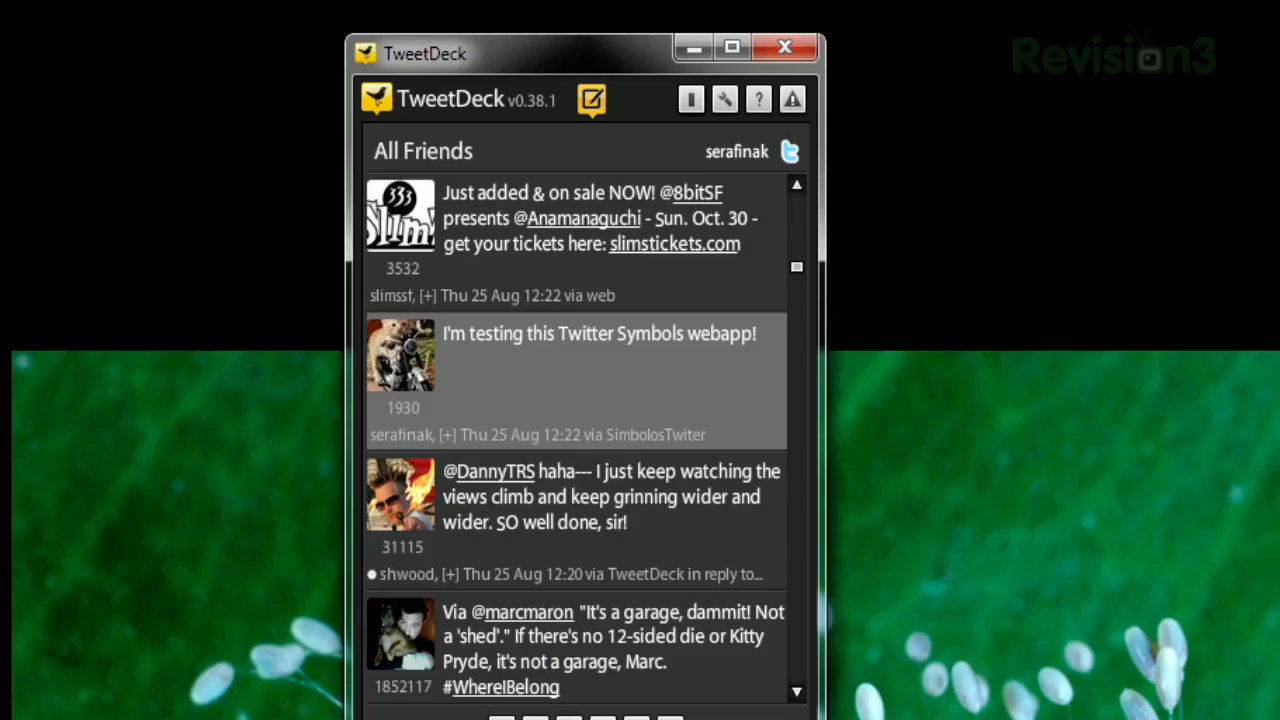 TweetDeck
Revision3
TweetDeck v0.38.1
?
All Friends
serafinak
333
Slim's
Just added & on sale NOW! @8bitSF
presents @Anamanaguchi - Sun. Oct. 30 -
get your tickets here: slimstickets.com
3532
slimssf, [+] Thu 25 Aug 12:22 via web
I'm testing this Twitter Symbols webapp!
1930
serafinak, [+] Thu 25 Aug 12:22 via SimbolosTwiter
@DannyTRS haha--- I just keep watching the
views climb and keep grinning wider and
wider. SO well done, sir!
31115
shwood, [+] Thu 25 Aug 12:20 via TweetDeck in reply to...
Via @marcmaron "It's a garage, dammit! Not
a 'shed'." If there's no 12-sided die or Kitty
Pryde, it's not a garage, Marc.
#WhereIBelong
1852117